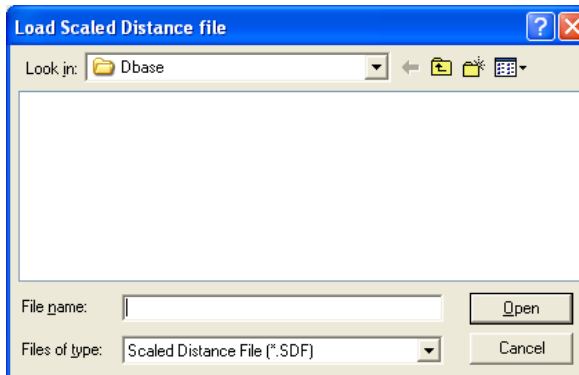 Load Scaled Distance file
Look in: Dbase
File name:
Open
Files of type: Scaled Distance File (*.SDF)
Cancel